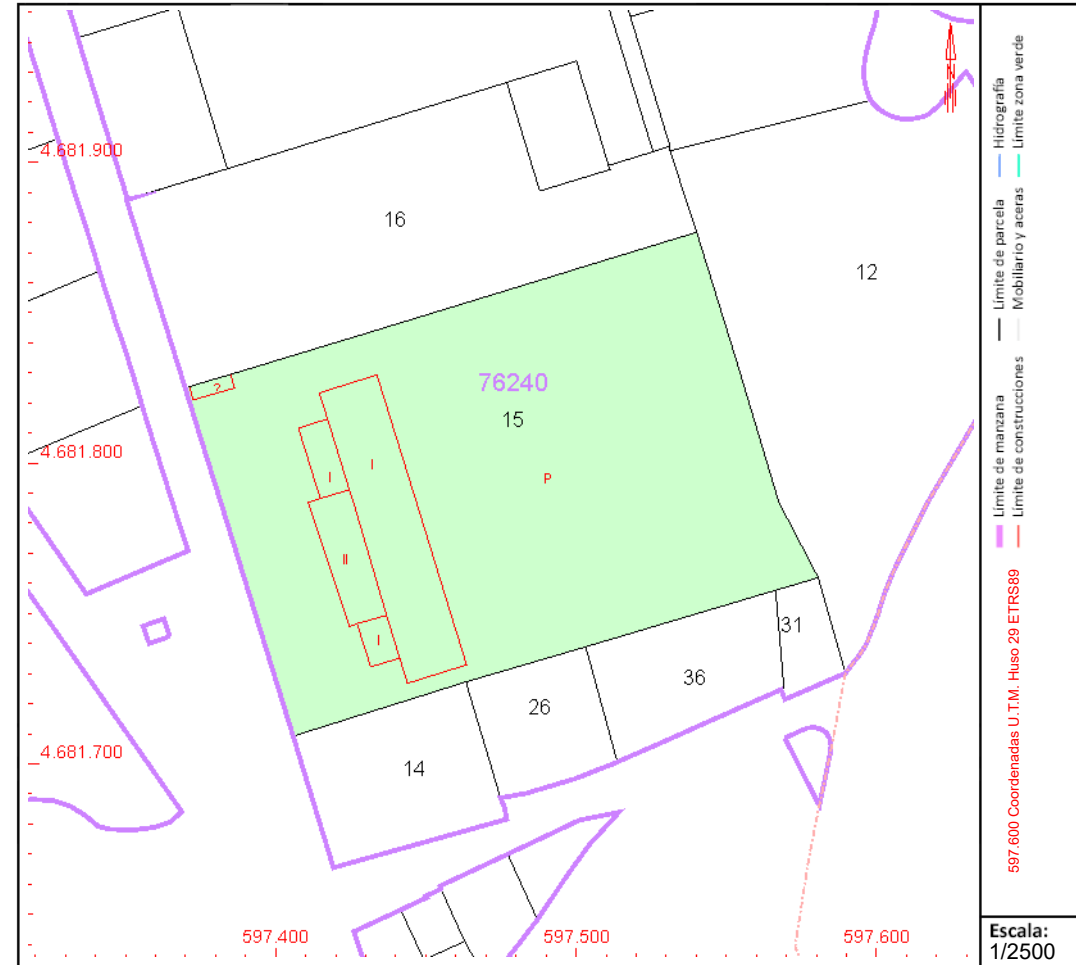 4.681.900
16
12
76240
15
?
4.681.800
I
I
P
II
I
31
36
26
4.681.700
14
597.400
597.500
597.600
N
Hidrografía
Límite zona verde
Límite de parcela
Mobiliario y aceras
Límite de manzana
Límite de construcciones
597.600 Coordenadas U.T.M. Huso 29 ETRS89
Escala:
1/2500